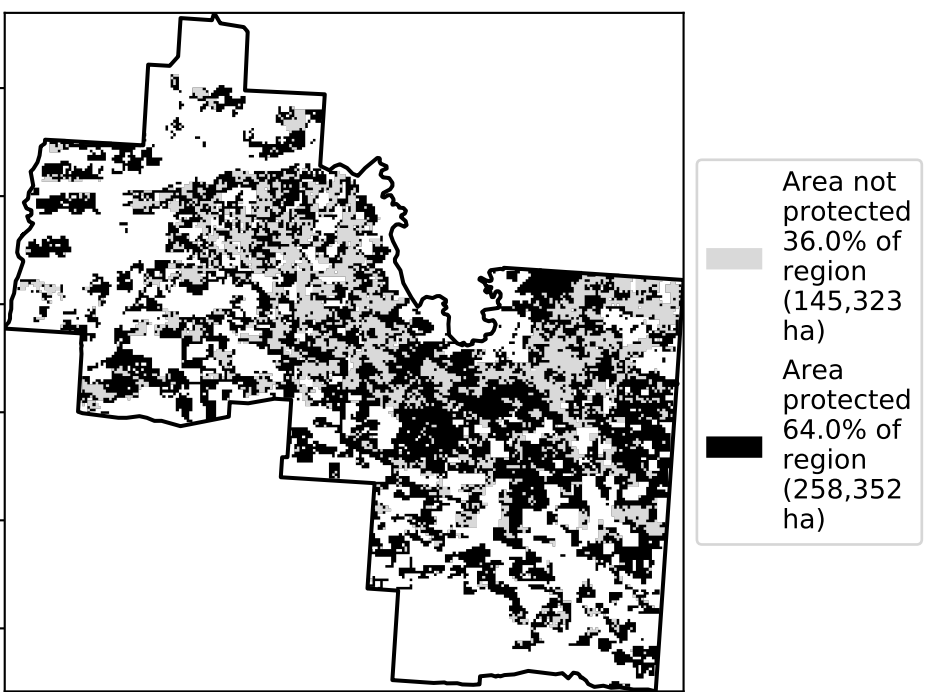 Area not
protected
36.0% of
region
(145,323
ha)
Area
protected
64.0% of
region
(258,352
ha)